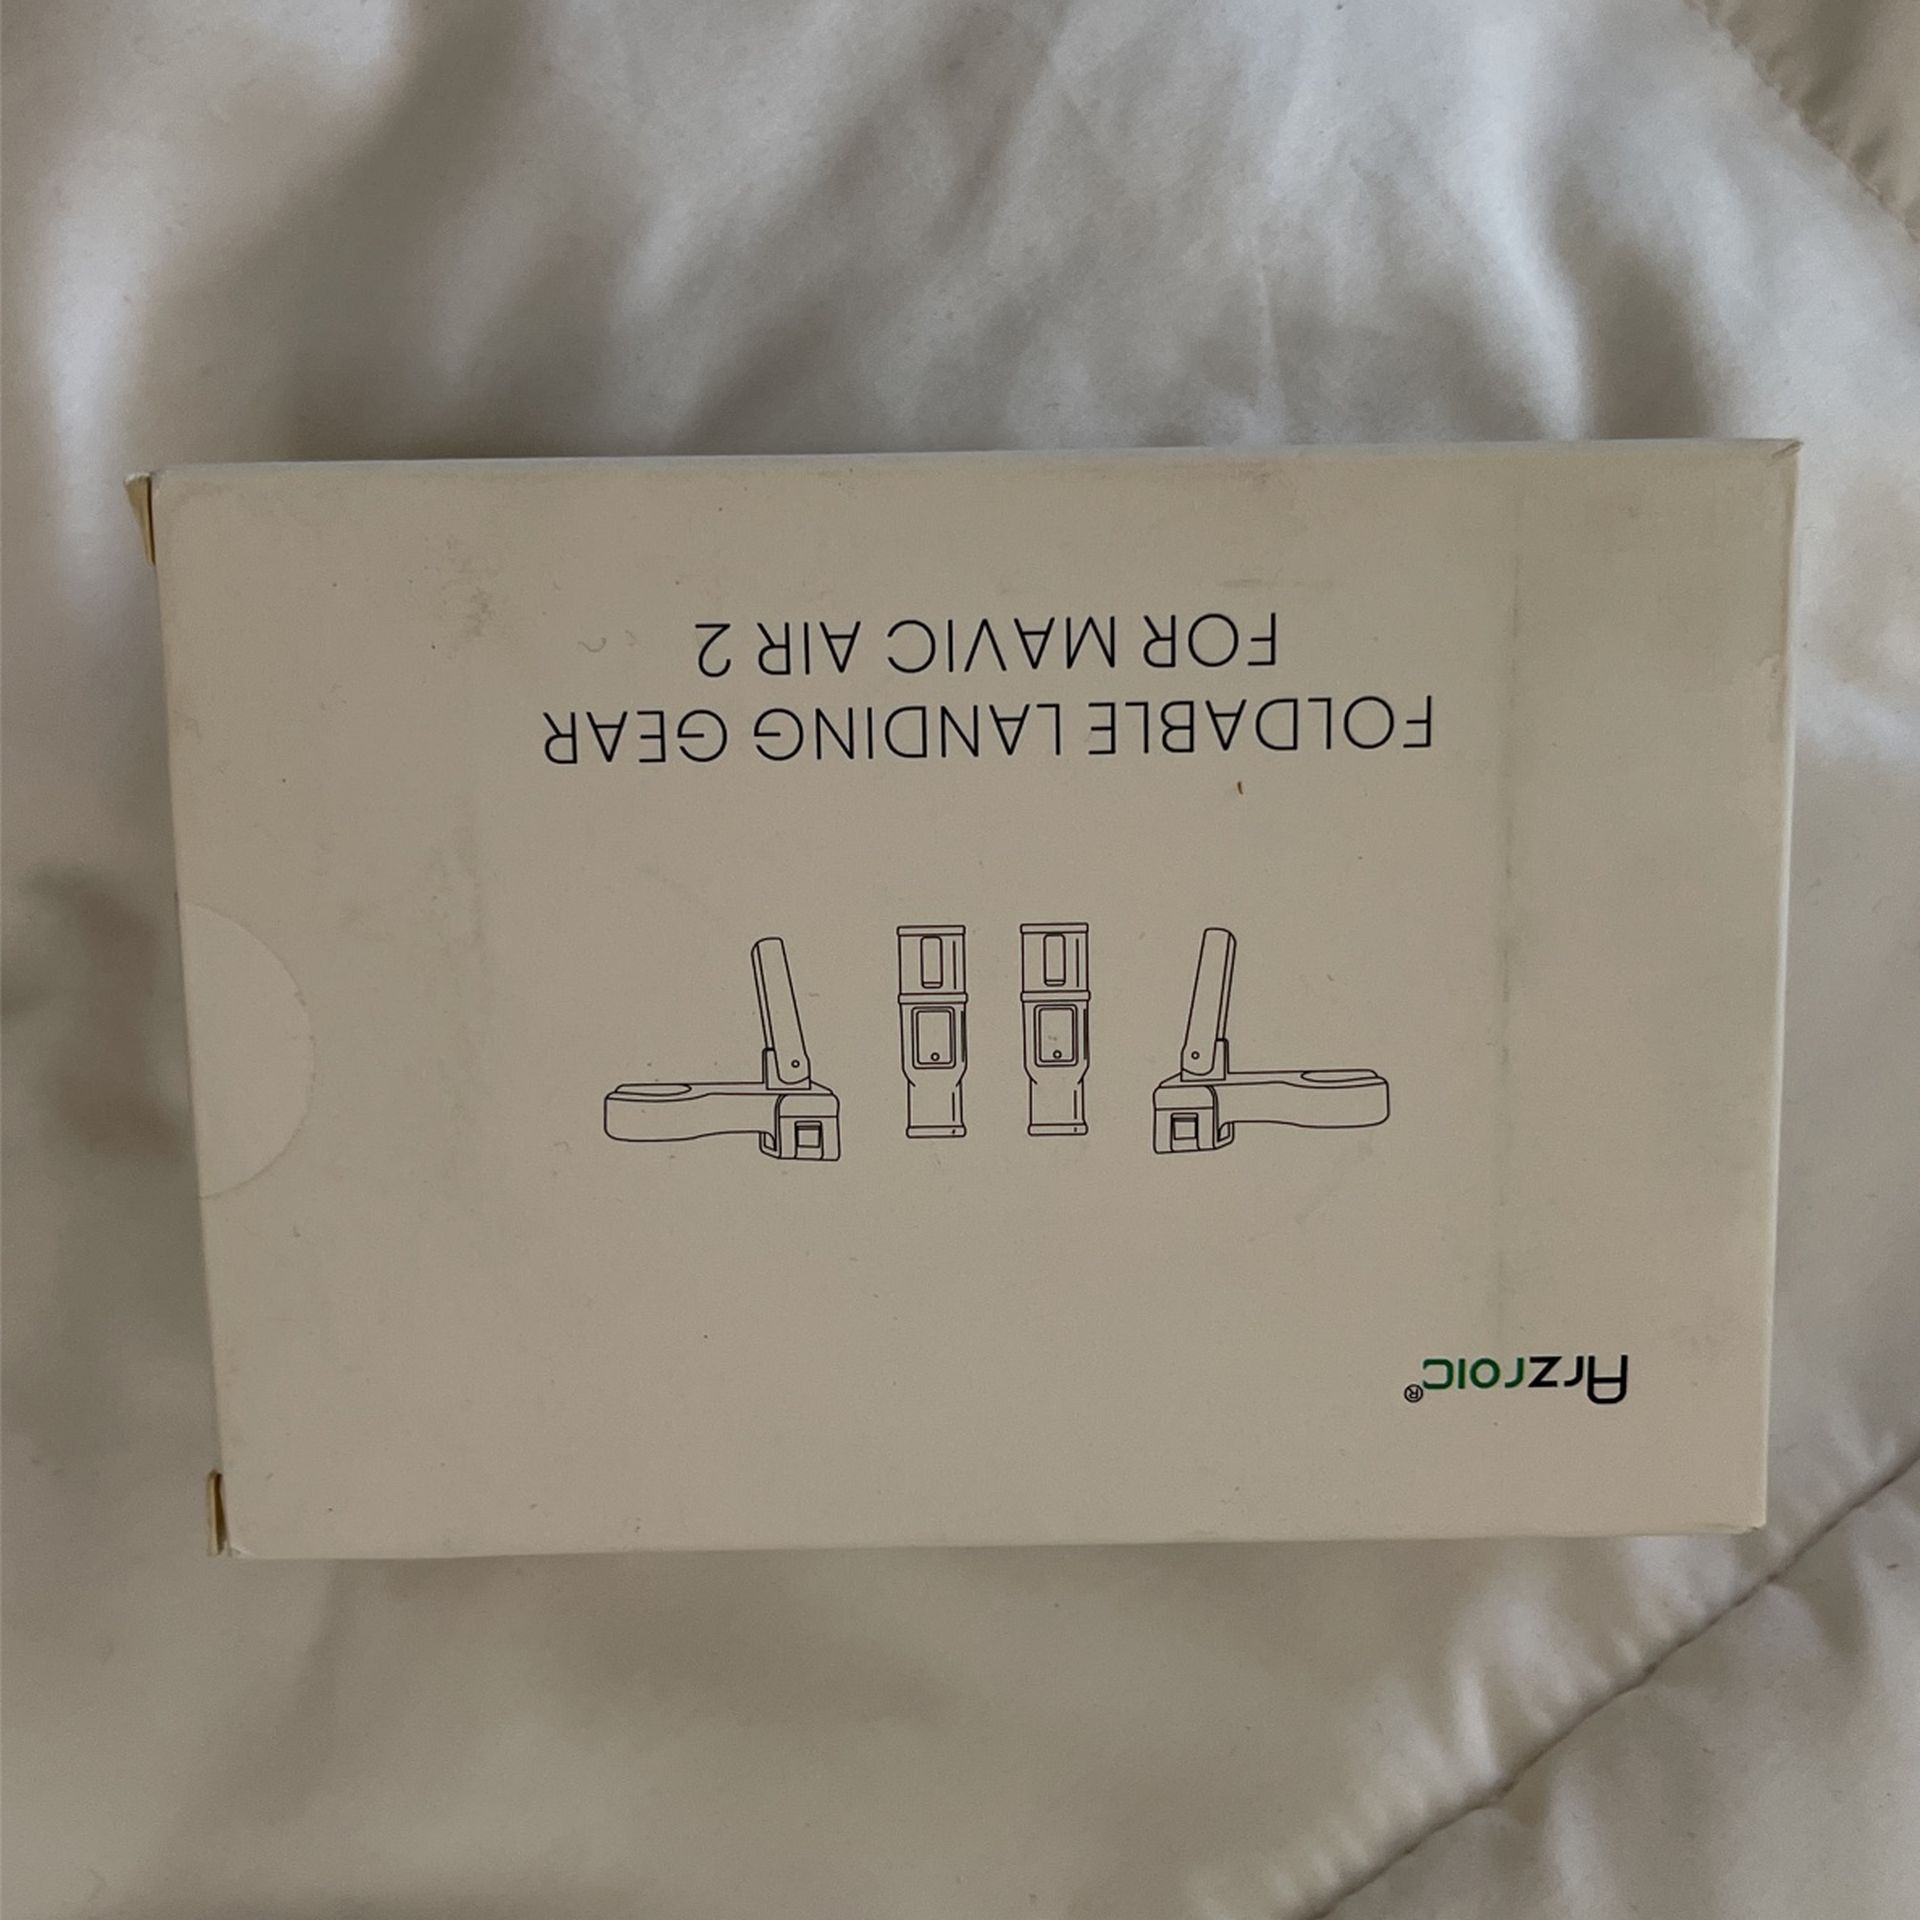 Arzroic®
FOLDABLE LANDING GEAR
FOR MAVIC AIR 2